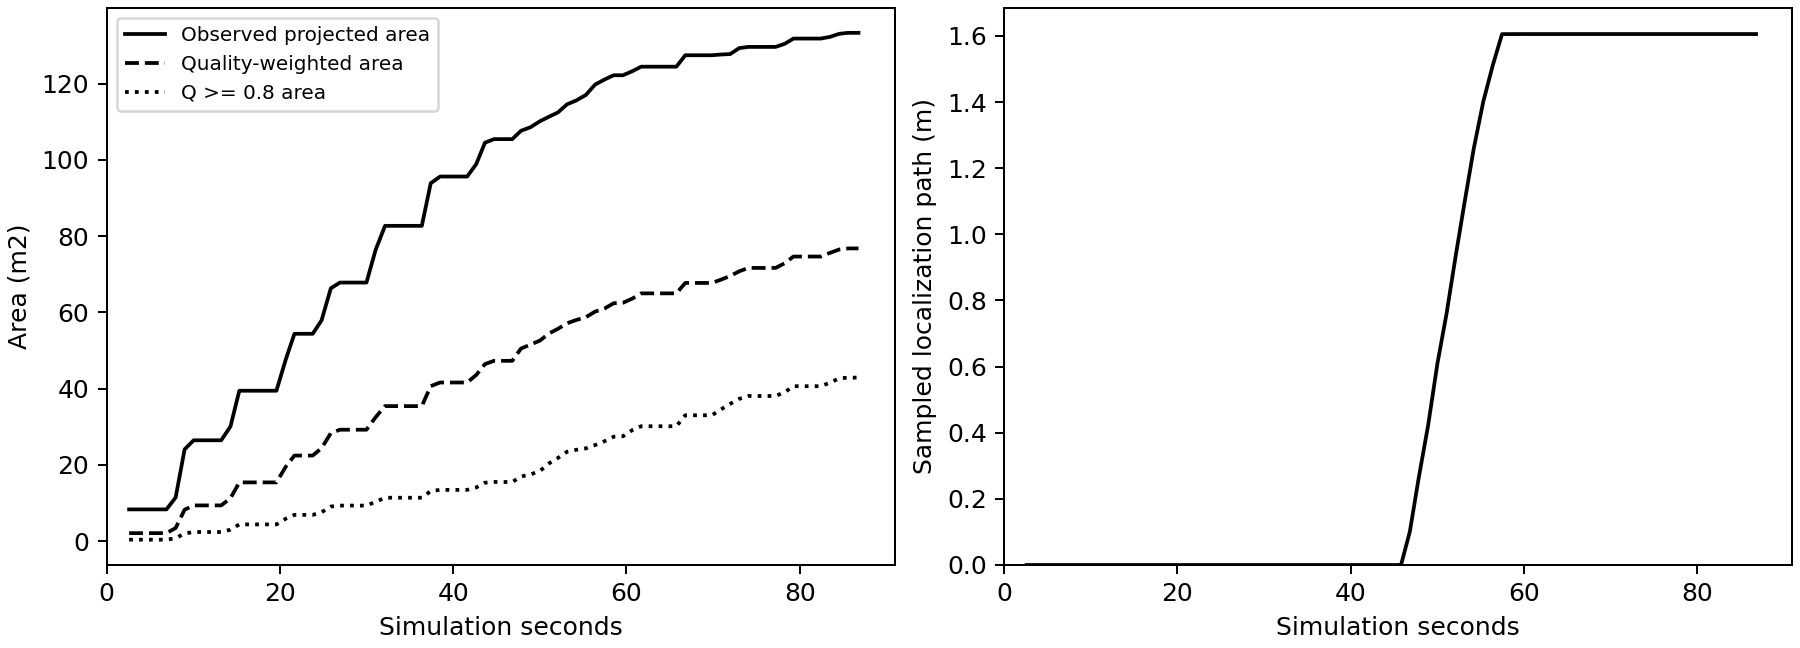 Observed projected area
Quality-weighted area
Q >= 0.8 area
120
100
80
60
40
20
0
Area (m2)
0 20 40 60 80
Simulation seconds
1.6
1.4
1.2
1.0
0.8
0.6
0.4
0.2
0.0
Sampled localization path (m)
0 20 40 60 80
Simulation seconds